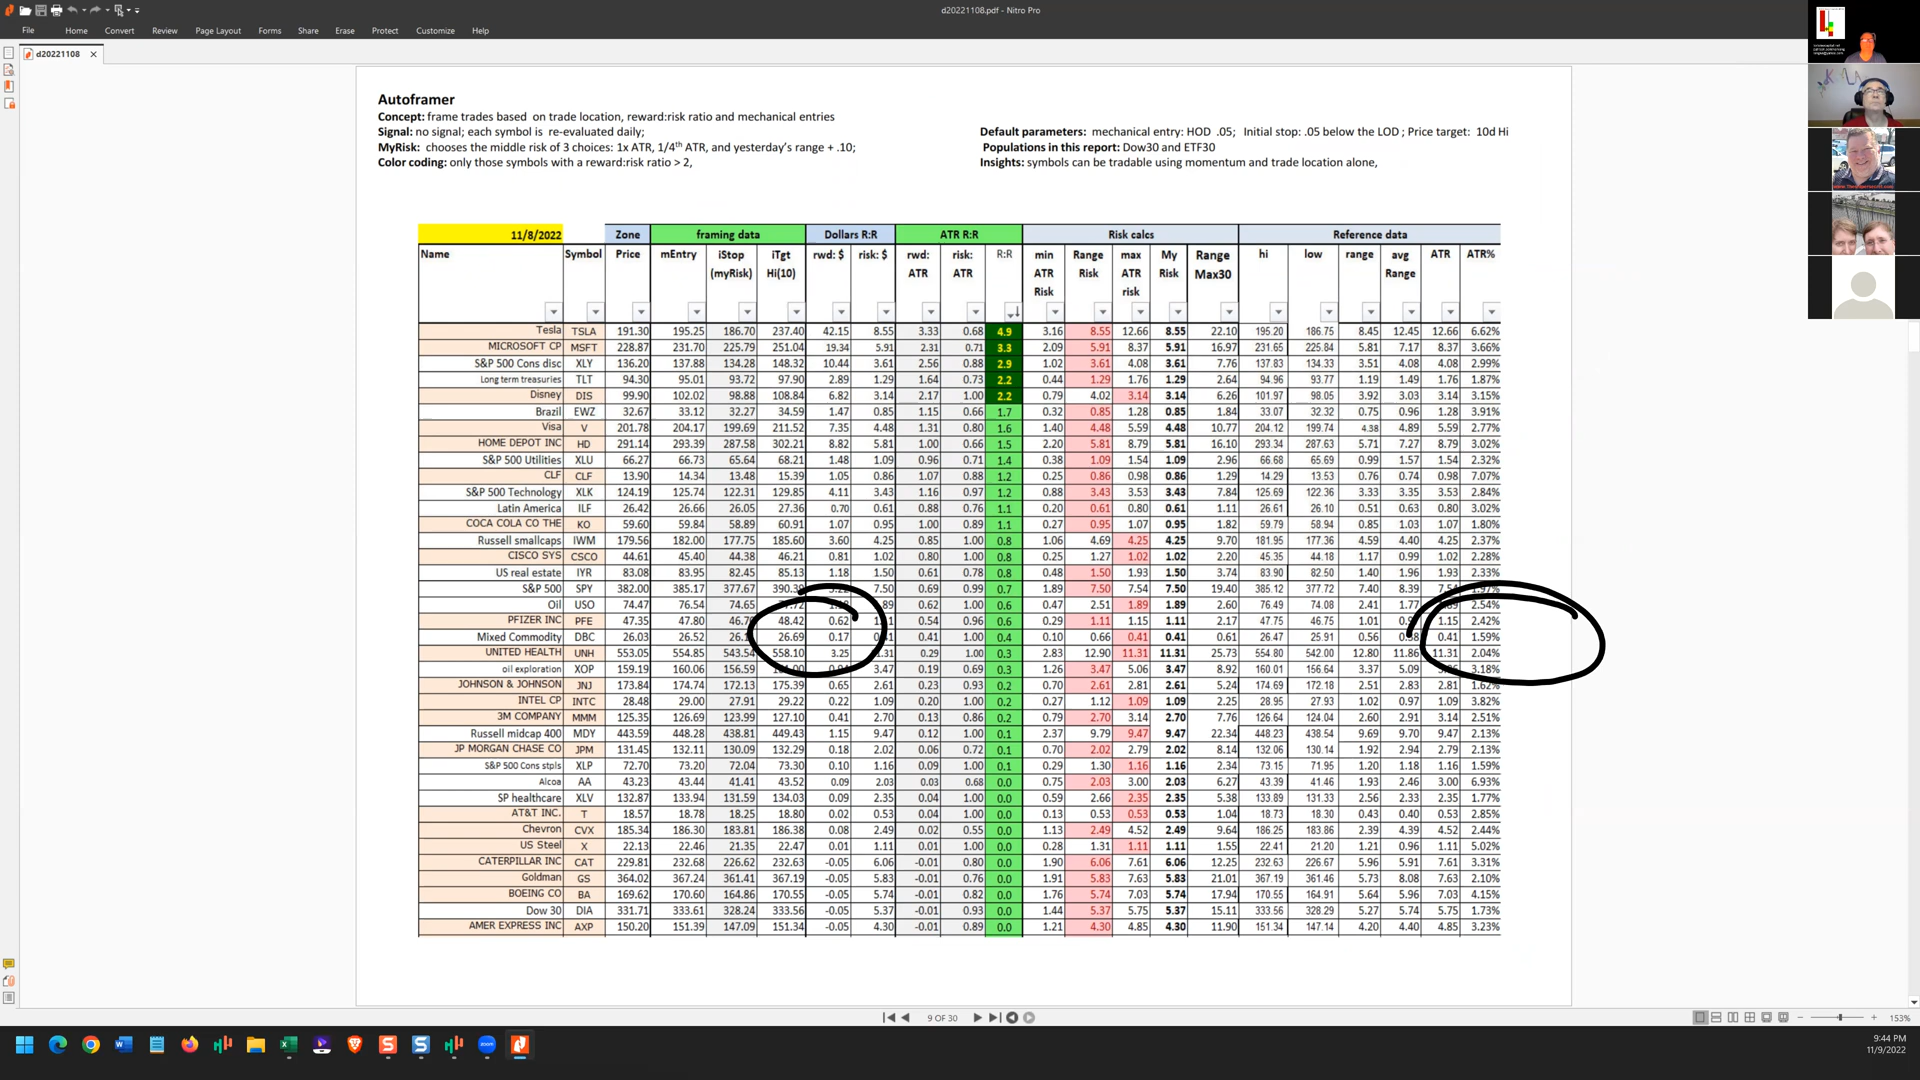 d20221108.pdf - Nitro Pro
File Home Convert Review Page Layout Forms Share Erase Protect Customize Help
d20221108
Autoframer
Concept: frame trades based on trade location, reward:risk ratio and mechanical entries
Signal: no signal; each symbol is re-evaluated daily;
MyRisk: chooses the middle risk of 3 choices: 1x ATR, 1/4th ATR, and yesterday's range + .10;
Color coding: only those symbols with a reward:risk ratio > 2,
Default parameters: mechanical entry: HOD .05; Initial stop: .05 below the LOD ; Price target: 10d Hi
Populations in this report: Dow30 and ETF30
Insights: symbols can be tradable using momentum and trade location alone,
11/8/2022 Zone framing data Dollars R:R ATR R:R Risk calcs Reference data
Name Symbol Price mEntry iStop (myRisk) iTgt Hi(10) rwd: $ risk: $ rwd: ATR risk: ATR R:R min ATR Risk Range Risk max ATR risk My Risk Range Max30 hi low range avg Range ATR ATR%
Tesla TSLA 191.30 195.25 186.70 237.40 42.15 8.55 3.33 0.68 4.9 3.16 8.55 12.66 8.55 22.10 195.20 186.75 8.45 12.45 12.66 6.62%
MICROSOFT CP MSFT 228.87 231.70 225.79 251.04 19.34 5.91 2.31 0.71 3.3 2.09 5.91 8.37 5.91 16.97 231.65 225.84 5.81 7.17 8.37 3.66%
S&P 500 Cons disc XLY 136.20 137.88 134.28 148.32 10.44 3.61 2.56 0.88 2.9 1.02 3.61 4.08 3.61 7.76 137.83 134.33 3.51 4.08 4.08 2.99%
Long term treasuries TLT 94.30 95.01 93.72 97.90 2.89 1.29 1.64 0.73 2.2 0.44 1.29 1.76 1.29 2.64 94.96 93.77 1.19 1.49 1.76 1.87%
Disney DIS 99.90 102.02 98.88 108.84 6.82 3.14 2.17 1.00 2.2 0.79 4.02 3.14 3.14 6.26 101.97 98.05 3.92 3.03 3.14 3.15%
Brazil EWZ 32.67 33.12 32.27 34.59 1.47 0.85 1.15 0.66 1.7 0.32 0.85 1.28 0.85 1.84 33.07 32.32 0.75 0.96 1.28 3.91%
Visa V 201.78 204.17 199.69 211.52 7.35 4.48 1.31 0.80 1.6 1.40 4.48 5.59 4.48 10.77 204.12 199.74 4.38 4.89 5.59 2.77%
HOME DEPOT INC HD 291.14 293.39 287.58 302.21 8.82 5.81 1.00 0.66 1.5 2.20 5.81 8.79 5.81 16.10 293.34 287.63 5.71 7.27 8.79 3.02%
S&P 500 Utilities XLU 66.27 66.73 65.64 68.21 1.48 1.09 0.96 0.71 1.4 0.38 1.09 1.54 1.09 2.96 66.68 65.69 0.99 1.57 1.54 2.32%
CLF CLF 13.90 14.34 13.48 15.39 1.05 0.86 1.07 0.88 1.2 0.25 0.86 0.98 0.86 1.29 14.29 13.53 0.76 0.74 0.98 7.07%
S&P 500 Technology XLK 124.19 125.74 122.31 129.85 4.11 3.43 1.16 0.97 1.2 0.88 3.43 3.53 3.43 7.84 125.69 122.36 3.33 3.35 3.53 2.84%
Latin America ILF 26.42 26.66 26.05 27.36 0.70 0.61 0.88 0.76 1.1 0.20 0.61 0.80 0.61 1.11 26.61 26.10 0.51 0.63 0.80 3.02%
COCA COLA CO THE KO 59.60 59.84 58.89 60.91 1.07 0.95 1.00 0.89 1.1 0.27 0.95 1.07 0.95 1.82 59.79 58.94 0.85 1.03 1.07 1.80%
Russell smallcaps IWM 179.56 182.00 177.75 185.60 3.60 4.25 0.85 1.00 0.8 1.06 4.69 4.25 4.25 9.70 181.95 177.36 4.59 4.40 4.25 2.37%
CISCO SYS CSCO 44.61 45.40 44.38 46.21 0.81 1.02 0.80 1.00 0.8 0.25 1.27 1.02 1.02 2.20 45.35 44.18 1.17 0.99 1.02 2.28%
US real estate IYR 83.08 83.95 82.45 85.13 1.18 1.50 0.61 0.78 0.8 0.48 1.50 1.93 1.50 3.74 83.90 82.50 1.40 1.96 1.93 2.33%
S&P 500 SPY 382.00 385.17 377.67 7.50 0.69 0.99 0.7 1.89 7.50 7.54 7.50 19.40 385.12 377.72 7.40 8.39
Oil USO 74.47 76.54 74.65 0.62 1.00 0.6 0.47 2.51 1.89 1.89 2.60 76.49 74.08 2.41 2.54%
PFIZER INC PFE 47.35 47.80 48.42 0.62 0.54 0.96 0.6 0.29 1.11 1.15 1.11 2.17 47.76 46.75 1.01 1.15 2.42%
Mixed Commodity DBC 26.03 26.52 26.69 0.17 0.41 1.00 0.4 0.10 0.66 0.41 0.41 0.61 26.47 25.91 0.56 0.41 1.59%
UNITED HEALTH UNH 553.05 554.85 543.54 558.10 3.25 0.29 1.00 0.3 2.83 12.90 11.31 11.31 25.73 554.80 542.00 12.80 11.86 11.31 2.04%
oil exploration XOP 159.19 160.06 156.59 3.47 0.19 0.69 0.3 1.26 3.47 5.06 3.47 8.92 160.01 156.64 3.37 5.09 3.18%
JOHNSON & JOHNSON JNJ 173.84 174.74 172.13 175.39 0.65 2.61 0.23 0.93 0.2 0.70 2.61 2.81 2.61 5.24 174.69 172.18 2.51 2.83 2.81 1.62%
INTEL CP INTC 28.48 29.00 27.91 29.22 0.22 1.09 0.20 1.00 0.2 0.27 1.12 1.09 1.09 2.25 28.95 27.93 1.02 0.97 1.09 3.82%
3M COMPANY MMM 125.35 126.69 123.99 127.10 0.41 2.70 0.13 0.86 0.2 0.79 2.70 3.14 2.70 7.76 126.64 124.04 2.60 2.91 3.14 2.51%
Russell midcap 400 MDY 443.59 448.28 438.81 449.43 1.15 9.47 0.12 1.00 0.1 2.37 9.79 9.47 9.47 22.34 448.23 438.54 9.69 9.70 9.47 2.13%
JP MORGAN CHASE CO JPM 131.45 132.11 130.09 132.29 0.18 2.02 0.06 0.72 0.1 0.70 2.02 2.79 2.02 8.14 132.06 130.14 1.92 2.94 2.79 2.13%
S&P 500 Cons stpls XLP 72.70 73.20 72.04 73.30 0.10 1.16 0.09 1.00 0.1 0.29 1.30 1.16 1.16 2.34 73.15 71.95 1.20 1.18 1.16 1.59%
Alcoa AA 43.23 43.44 41.41 43.52 0.09 2.03 0.03 0.68 0.0 0.75 2.03 3.00 2.03 6.27 43.39 41.46 1.93 2.46 3.00 6.93%
SP healthcare XLV 132.87 133.94 131.59 134.03 0.09 2.35 0.04 1.00 0.0 0.59 2.66 2.35 2.35 5.38 133.89 131.33 2.56 2.33 2.35 1.77%
AT&T INC. T 18.57 18.78 18.25 18.80 0.02 0.53 0.04 1.00 0.0 0.13 0.53 0.53 0.53 1.04 18.73 18.30 0.43 0.40 0.53 2.85%
Chevron CVX 185.34 186.30 183.81 186.38 0.08 2.49 0.02 0.55 0.0 1.13 2.49 4.52 2.49 9.64 186.25 183.86 2.39 4.39 4.52 2.44%
US Steel X 22.13 22.46 21.35 22.47 0.01 1.11 0.01 1.00 0.0 0.28 1.31 1.11 1.11 1.55 22.41 21.20 1.21 0.96 1.11 5.02%
CATERPILLAR INC CAT 229.81 232.68 226.62 232.63 -0.05 6.06 -0.01 0.80 0.0 1.90 6.06 7.61 6.06 12.25 232.63 226.67 5.96 5.91 7.61 3.31%
Goldman GS 364.02 367.24 361.41 367.19 -0.05 5.83 -0.01 0.76 0.0 1.91 5.83 7.63 5.83 21.01 367.19 361.46 5.73 8.08 7.63 2.10%
BOEING CO BA 169.62 170.60 164.86 170.55 -0.05 5.74 -0.01 0.82 0.0 1.76 5.74 7.03 5.74 17.94 170.55 164.91 5.64 5.96 7.03 4.15%
Dow 30 DIA 331.71 333.61 328.24 333.56 -0.05 5.37 -0.01 0.93 0.0 1.44 5.37 5.75 5.37 15.11 333.56 328.29 5.27 5.74 5.75 1.73%
AMER EXPRESS INC AXP 150.20 151.39 147.09 151.34 -0.05 4.30 -0.01 0.89 0.0 1.21 4.30 4.85 4.30 11.90 151.34 147.14 4.20 4.40 4.85 3.23%
9 OF 30
153%
9:44 PM
11/9/2022